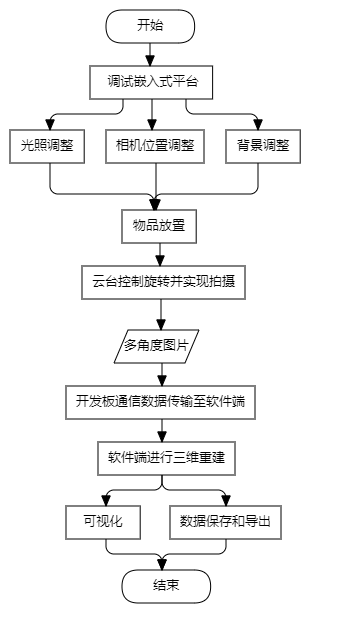 开始
调试嵌入式平台
光照调整
相机位置调整
背景调整
物品放置
云台控制旋转并实现拍摄
多角度图片
开发板通信数据传输至软件端
软件端进行三维重建
可视化
数据保存和导出
结束